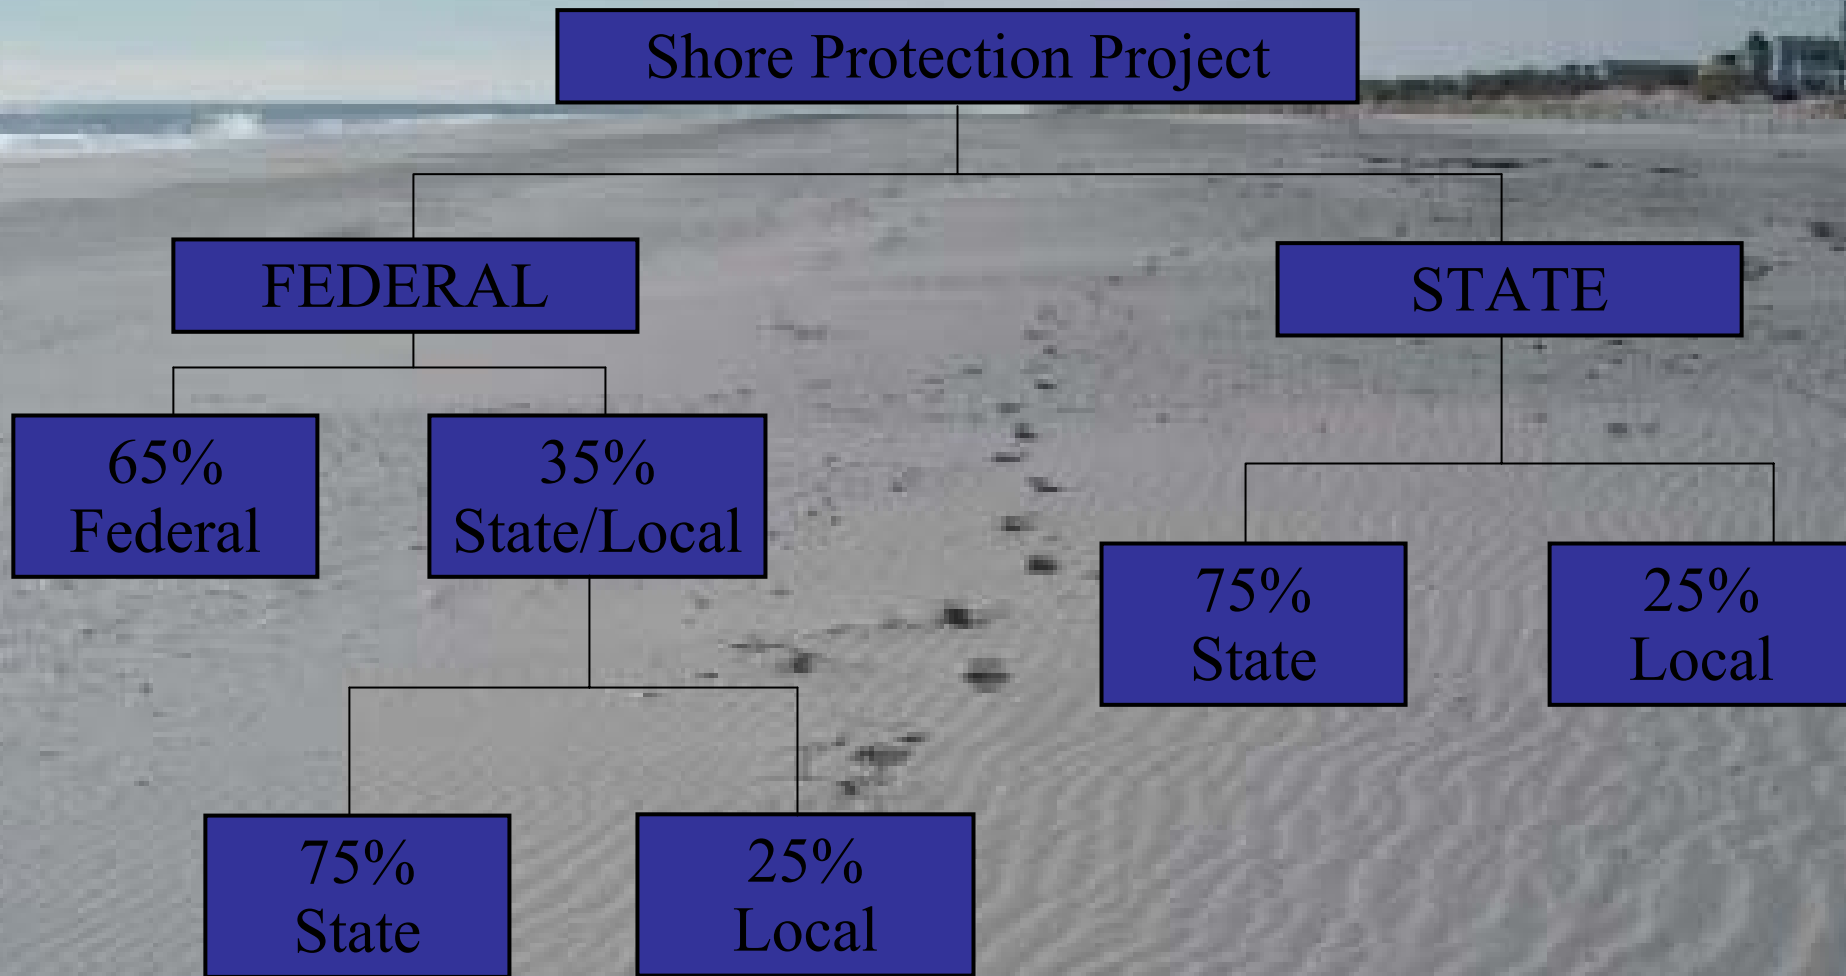 Shore Protection Project
FEDERAL
STATE
65%
Federal
35%
State/Local
75%
State
25%
Local
75%
State
25%
Local